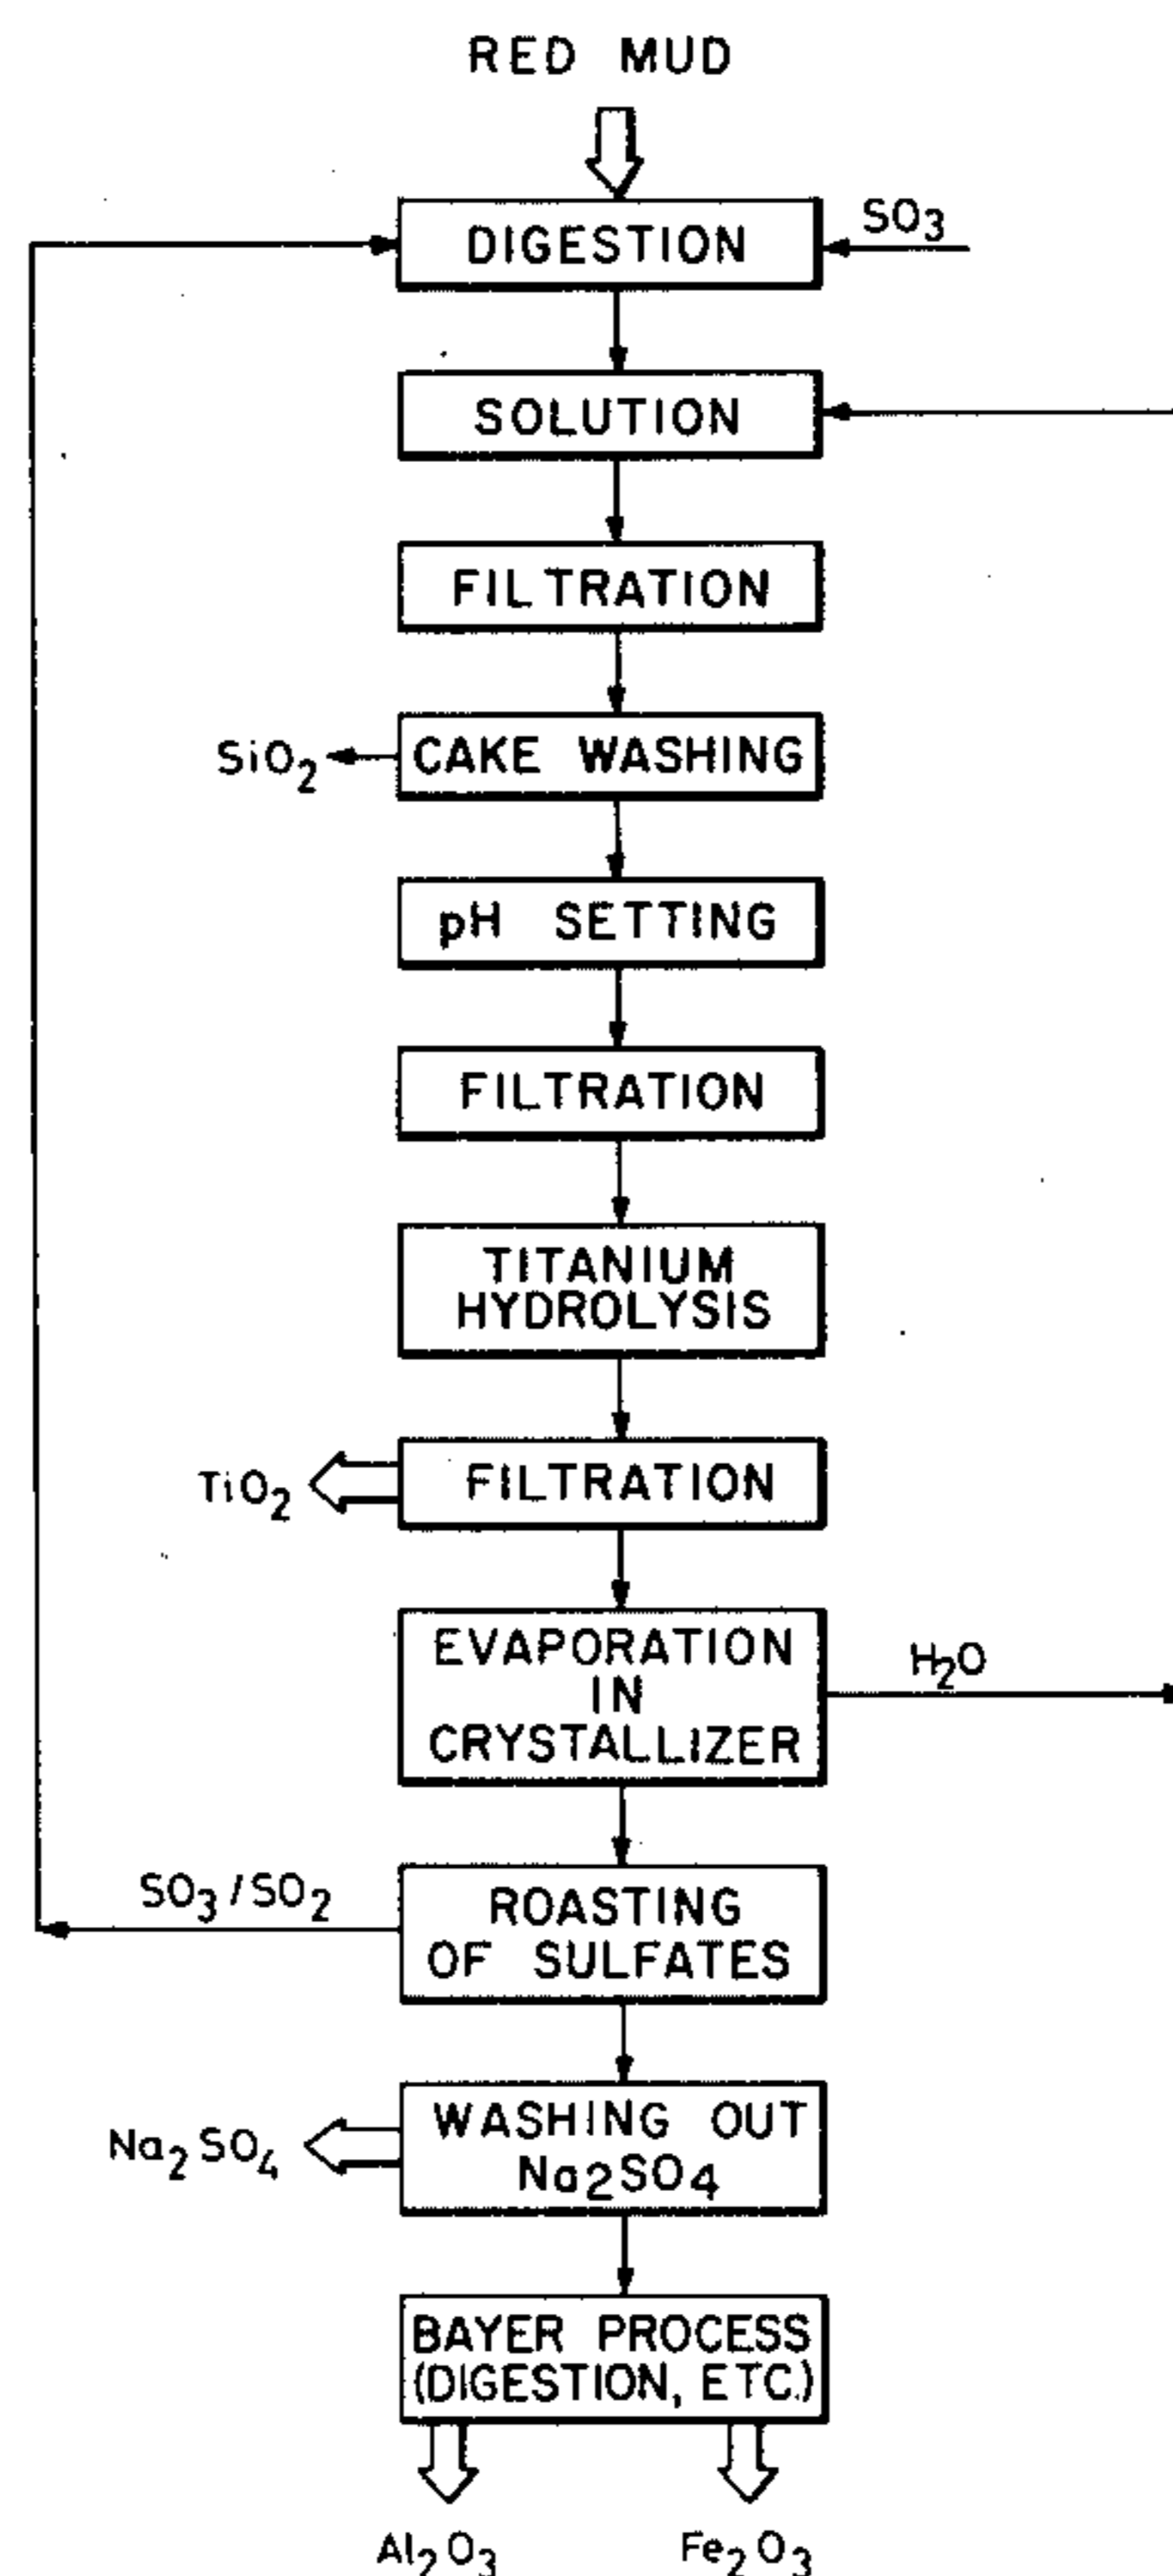 RED MUD
DIGESTION
SO₃
SOLUTION
FILTRATION
SiO₂
CAKE WASHING
pH SETTING
FILTRATION
TITANIUM
HYDROLYSIS
TiO₂
FILTRATION
EVAPORATION
IN
CRYSTALLIZER
H₂O
SO₃/SO₂
ROASTING
OF SULFATES
Na₂SO₄
WASHING OUT
Na₂SO₄
BAYER PROCESS
(DIGESTION, ETC.)
Al₂O₃
Fe₂O₃